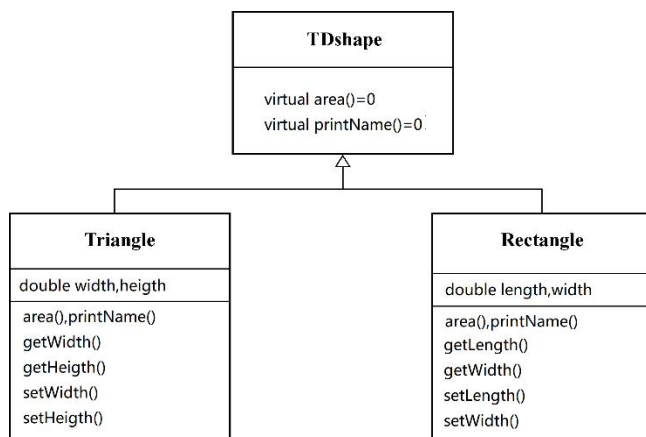 TDshape
virtual area()=0
virtual printName()=0
Triangle
double width,heigth
area(),printName()
getWidth()
getHeigth()
setWidth()
setHeigth()
Rectangle
double length,width
area(),printName()
getLength()
getWidth()
setLength()
setWidth()